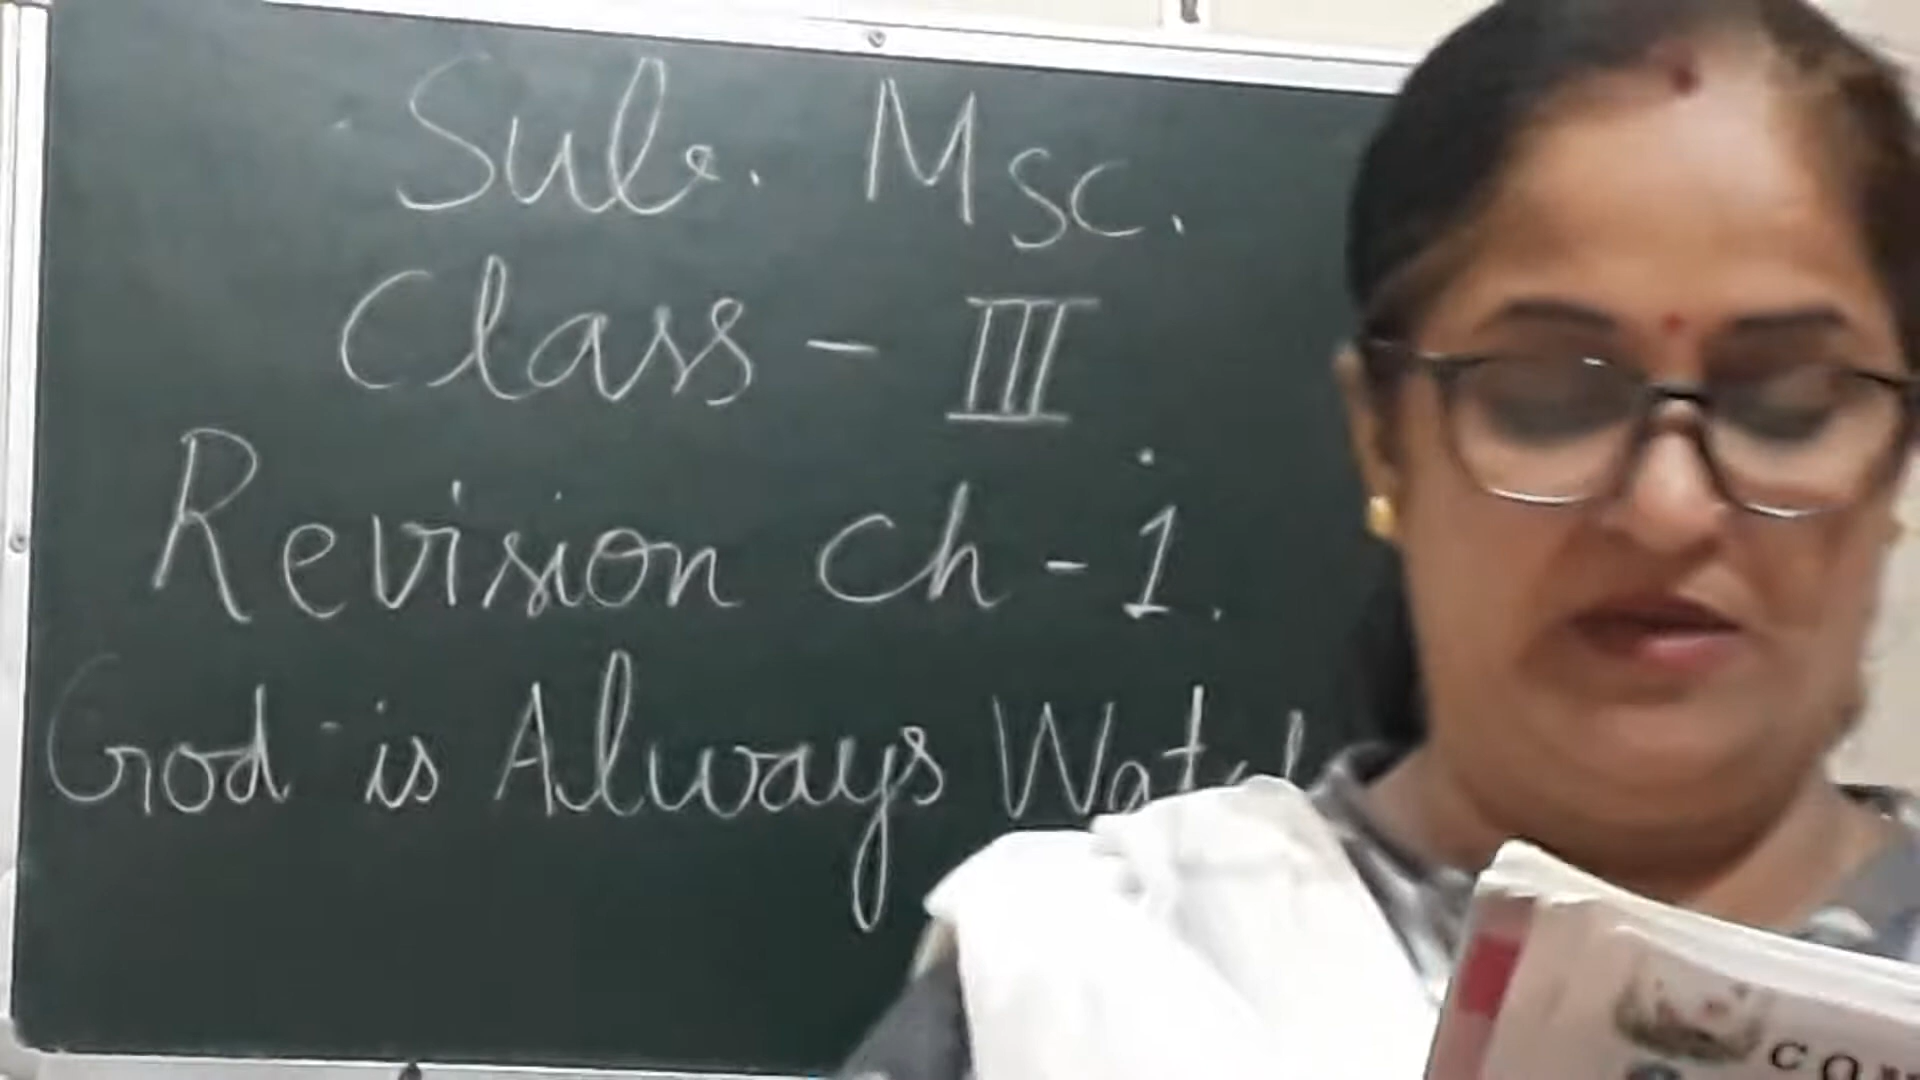 Sub. MSC.
Class - III
Revision Ch - 1.
God is Always